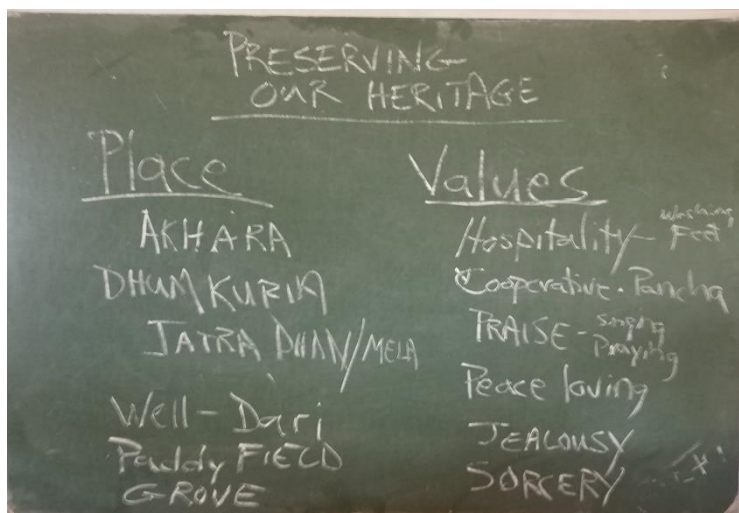 PRESERVING
OUR HERITAGE
Place
AKHARA
DHUMKURIA
JATRA DHAN/MELA
Well - Dari
Paddy FIELD
GROVE
Values
Hospitality - washing Feet
Cooperative. Pancha
PRAISE - singing Praying
Peace loving
JEALOUSY
SORCERY